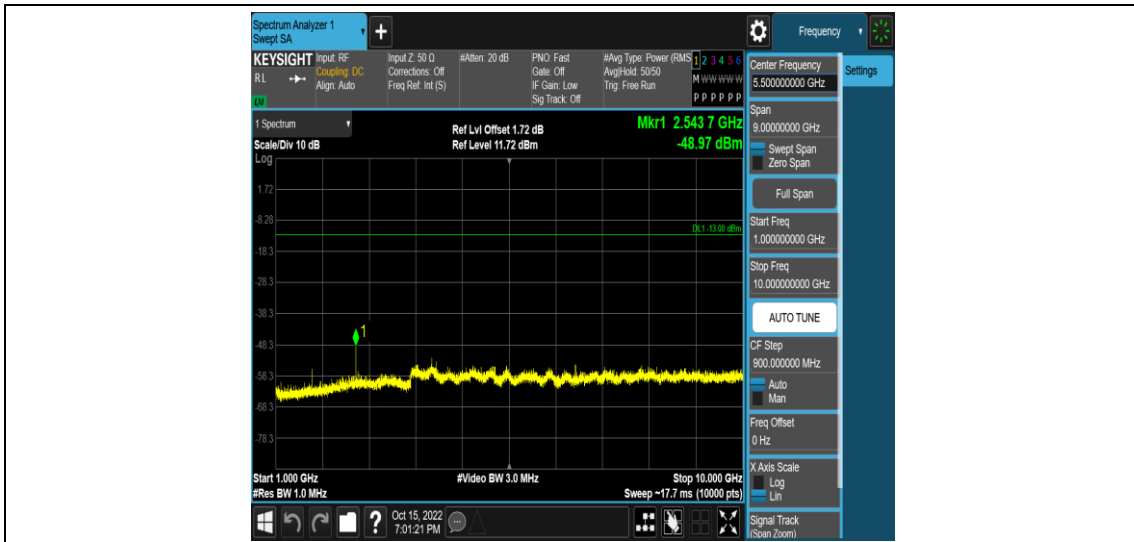 Spectrum Analyzer 1
Swept SA
+
Frequency
KEYSIGHT
RL
LXI
Input: RF
Coupling: DC
Align: Auto
Input Z: 50 Ω
Corrections: Off
Freq Ref: Int (S)
#Atten: 20 dB
PNO: Fast
Gate: Off
IF Gain: Low
Sig Track: Off
#Avg Type: Power (RMS
Avg|Hold: 50/50
Trig: Free Run
1 2 3 4 5 6
M W W W W W
P P P P P P
1 Spectrum
Scale/Div 10 dB
Log
Ref Lvl Offset 1.72 dB
Ref Level 11.72 dBm
Mkr1 2.543 7 GHz
-48.97 dBm
1.72
-8.28
DL1 -13.00 dBm
-18.3
-28.3
-38.3
1
-48.3
-58.3
-68.3
-78.3
Start 1.000 GHz
#Res BW 1.0 MHz
#Video BW 3.0 MHz
Stop 10.000 GHz
Sweep ~17.7 ms (10000 pts)
?
Oct 15, 2022
7:01:21 PM
Center Frequency
5.500000000 GHz
Settings
Span
9.00000000 GHz
Swept Span
Zero Span
Full Span
Start Freq
1.000000000 GHz
Stop Freq
10.000000000 GHz
AUTO TUNE
CF Step
900.000000 MHz
Auto
Man
Freq Offset
0 Hz
X Axis Scale
Log
Lin
Signal Track
(Span Zoom)